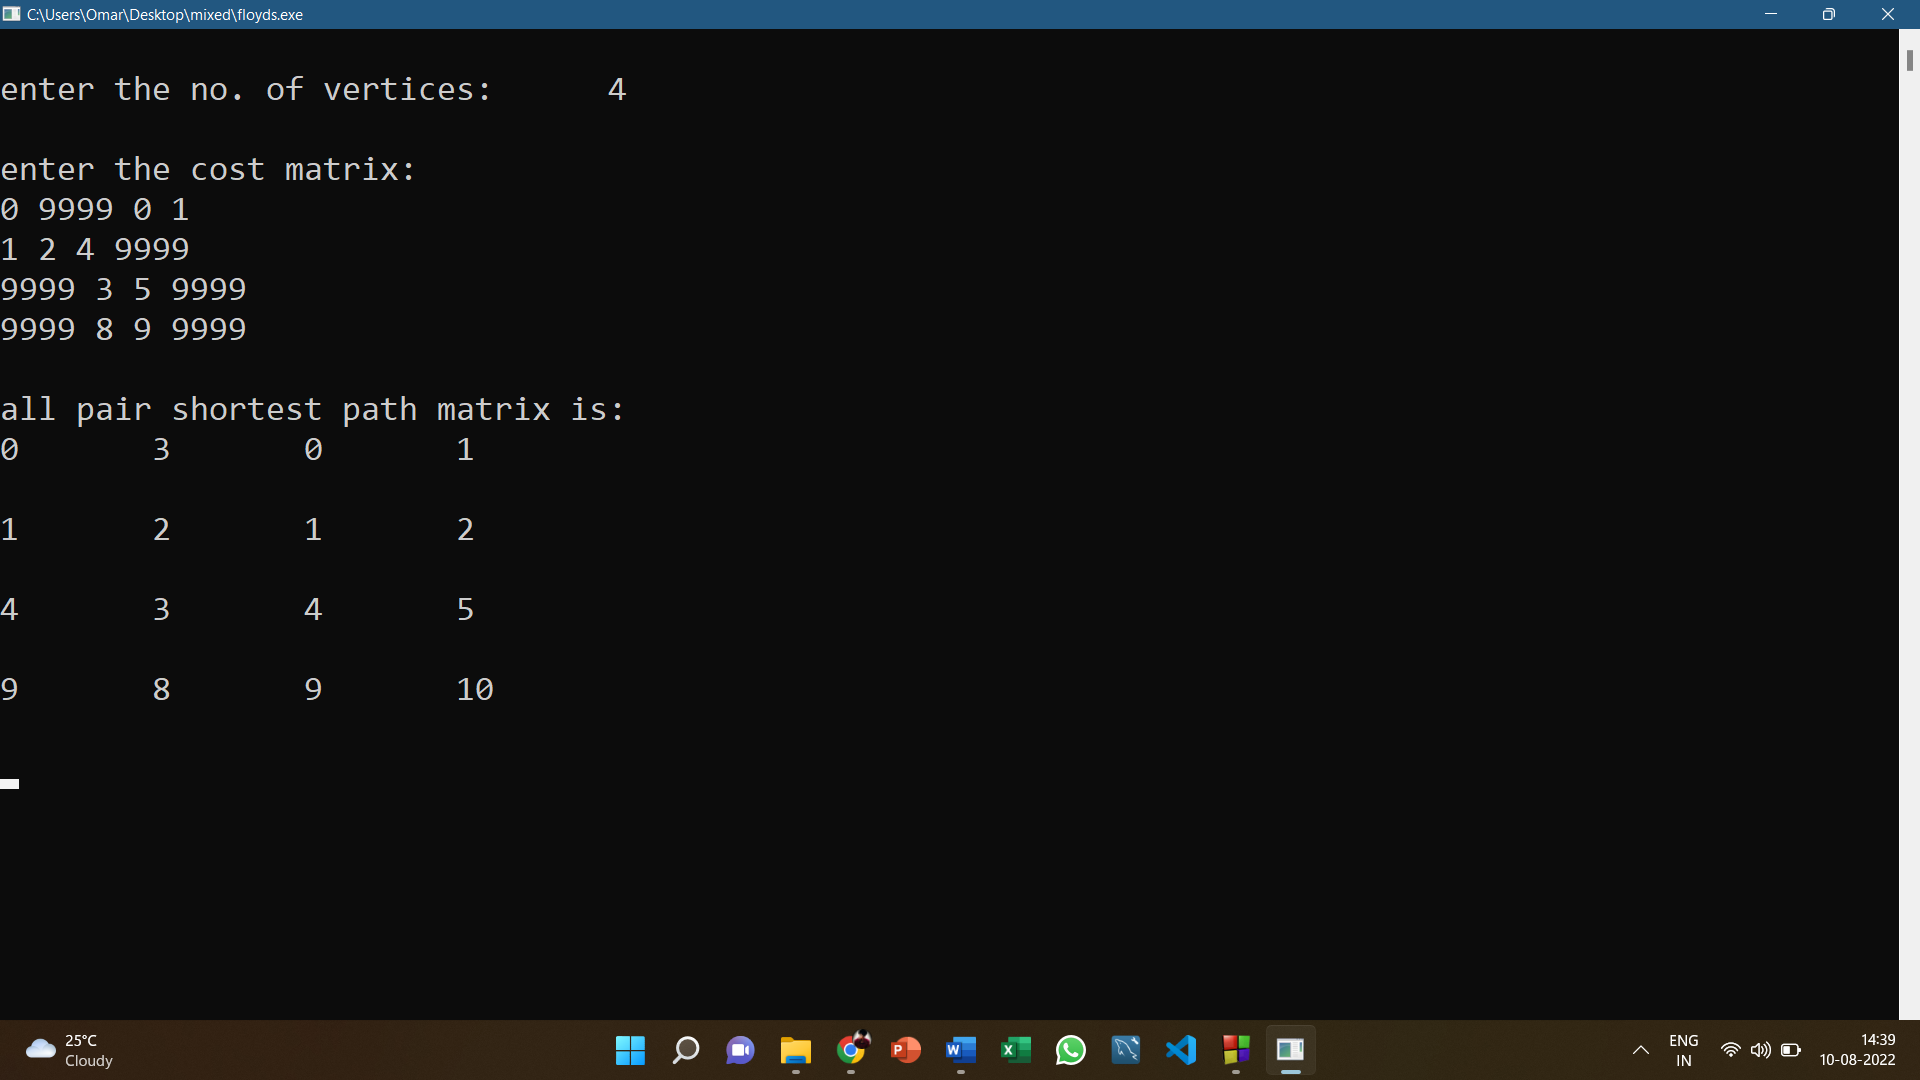 C:\Users\Omar\Desktop\mixed\floyds.exe
enter the no. of vertices: 4
enter the cost matrix:
0 9999 0 1
1 2 4 9999
9999 3 5 9999
9999 8 9 9999
all pair shortest path matrix is:
0 3 0 1
1 2 1 2
4 3 4 5
9 8 9 10
25°C
Cloudy
ENG
IN
14:39
10-08-2022